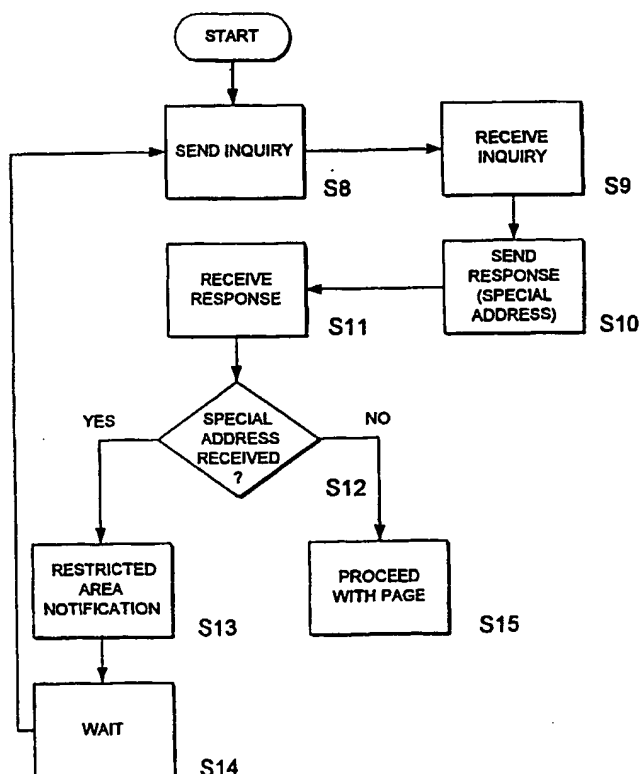 START
SEND INQUIRY
S8
RECEIVE
INQUIRY
S9
SEND
RESPONSE
(SPECIAL
ADDRESS)
S10
RECEIVE
RESPONSE
S11
YES
SPECIAL
ADDRESS
RECEIVED
?
NO
S12
RESTRICTED
AREA
NOTIFICATION
S13
PROCEED
WITH PAGE
S15
WAIT
S14